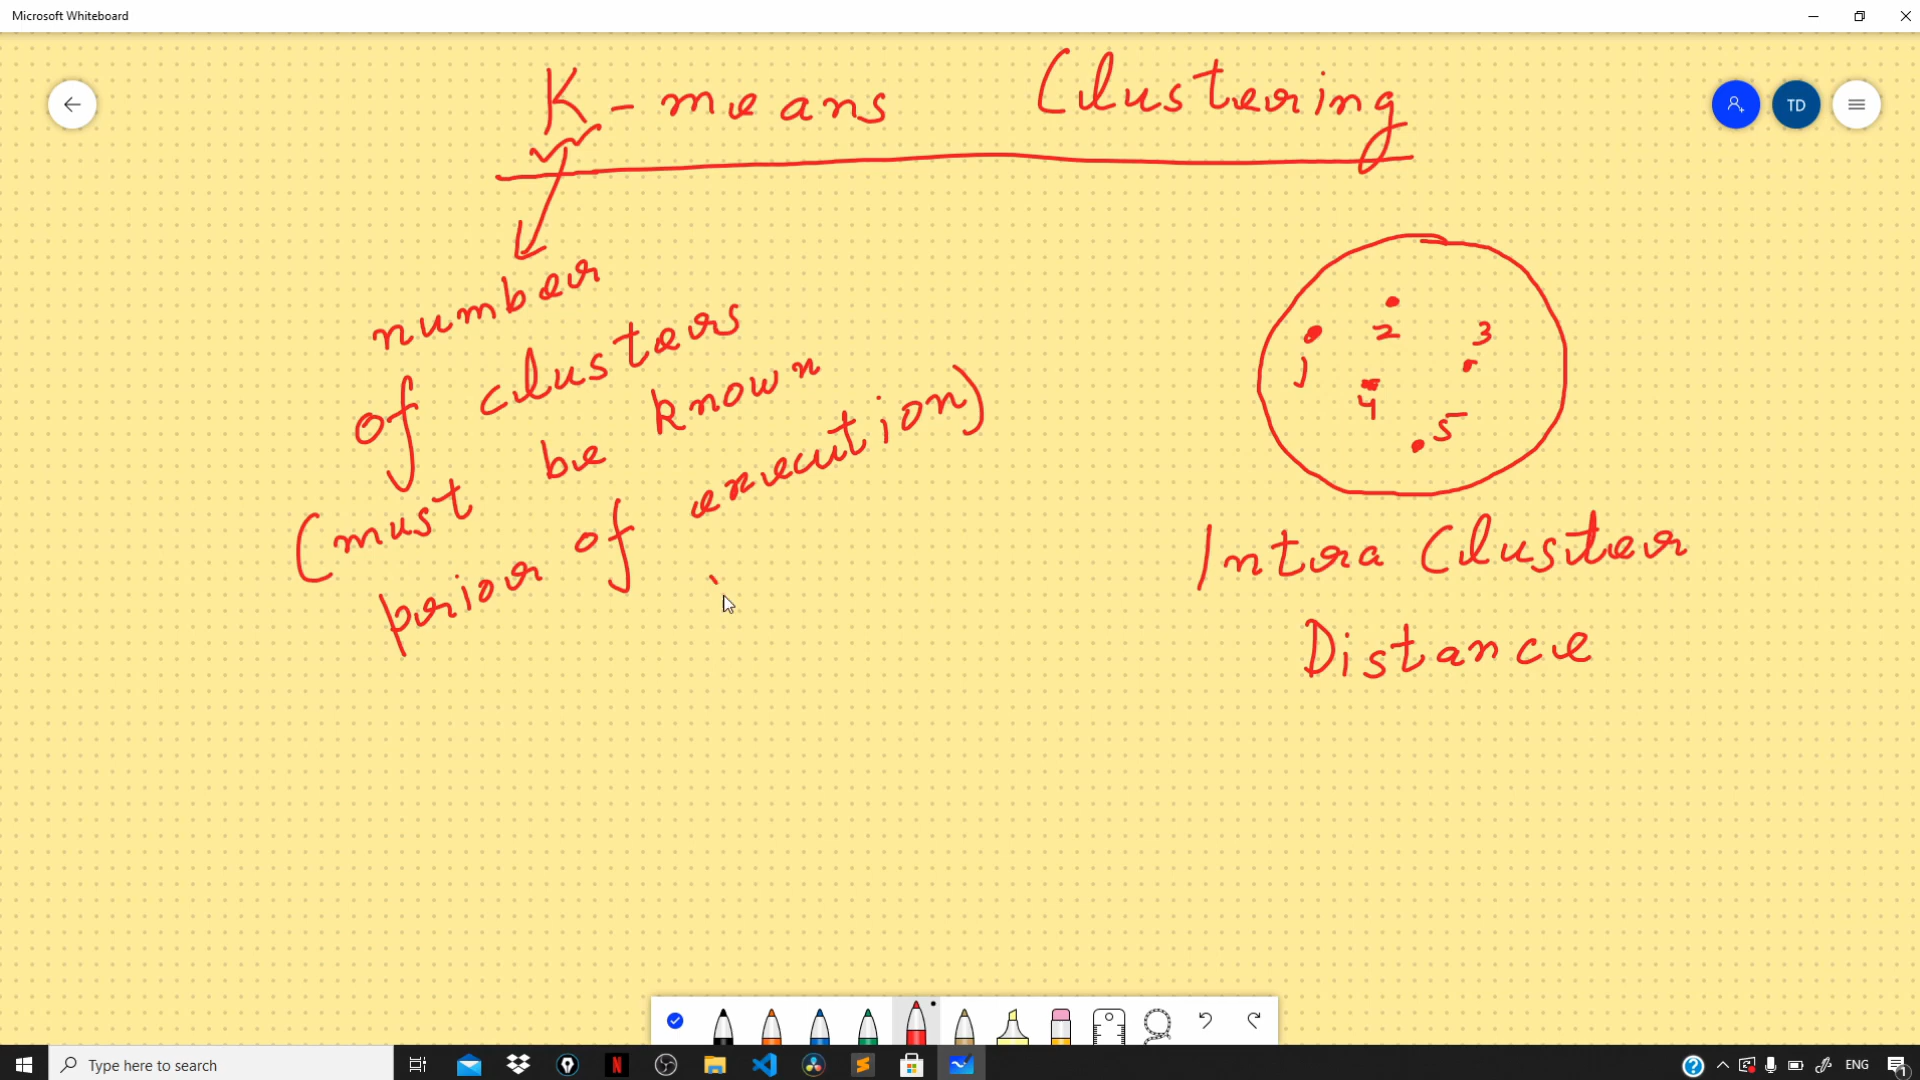 Microsoft Whiteboard
K - means Clustering
TD
number
of clusters
(must be known
prior of execution)
1
2
3
4
5
Intra Cluster
Distance
Type here to search
N
ENG
1